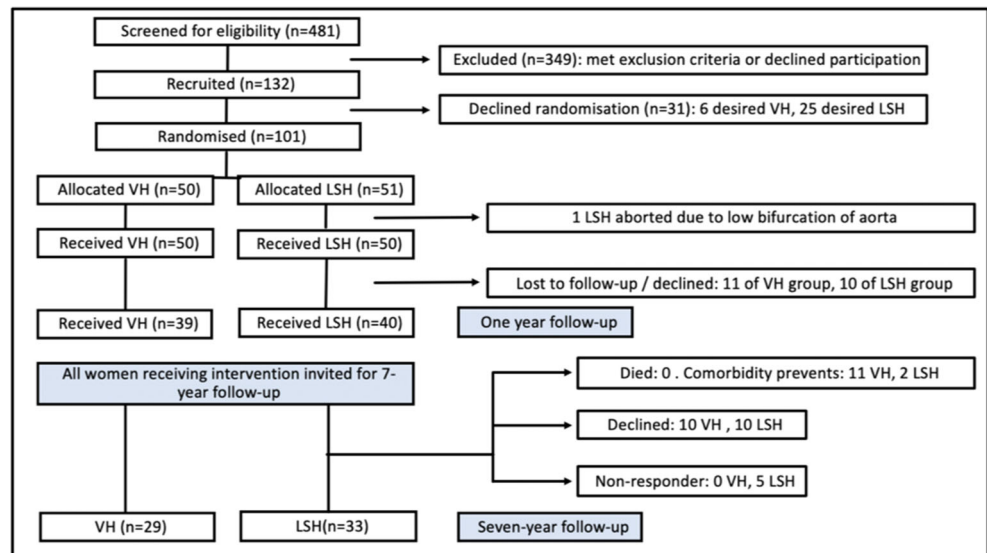 Screened for eligibility (n=481)
Excluded (n=349): met exclusion criteria or declined participation
Recruited (n=132)
Declined randomisation (n=31): 6 desired VH, 25 desired LSH
Randomised (n=101)
Allocated VH (n=50)
Allocated LSH (n=51)
1 LSH aborted due to low bifurcation of aorta
Received VH (n=50)
Received LSH (n=50)
Lost to follow-up / declined: 11 of VH group, 10 of LSH group
Received VH (n=39)
Received LSH (n=40)
One year follow-up
All women receiving intervention invited for 7-
year follow-up
Died: 0 . Comorbidity prevents: 11 VH, 2 LSH
Declined: 10 VH , 10 LSH
Non-responder: 0 VH, 5 LSH
VH (n=29)
LSH(n=33)
Seven-year follow-up